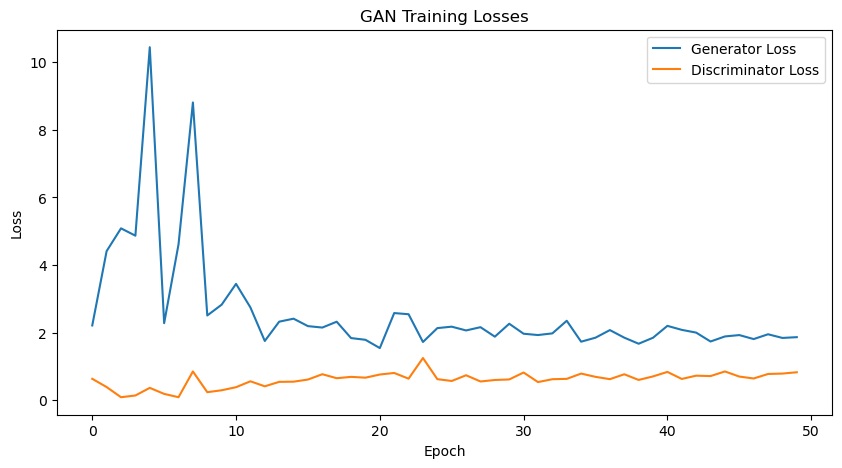 GAN Training Losses
Generator Loss
Discriminator Loss
Loss
10
8
6
4
2
0
0 10 20 30 40 50
Epoch